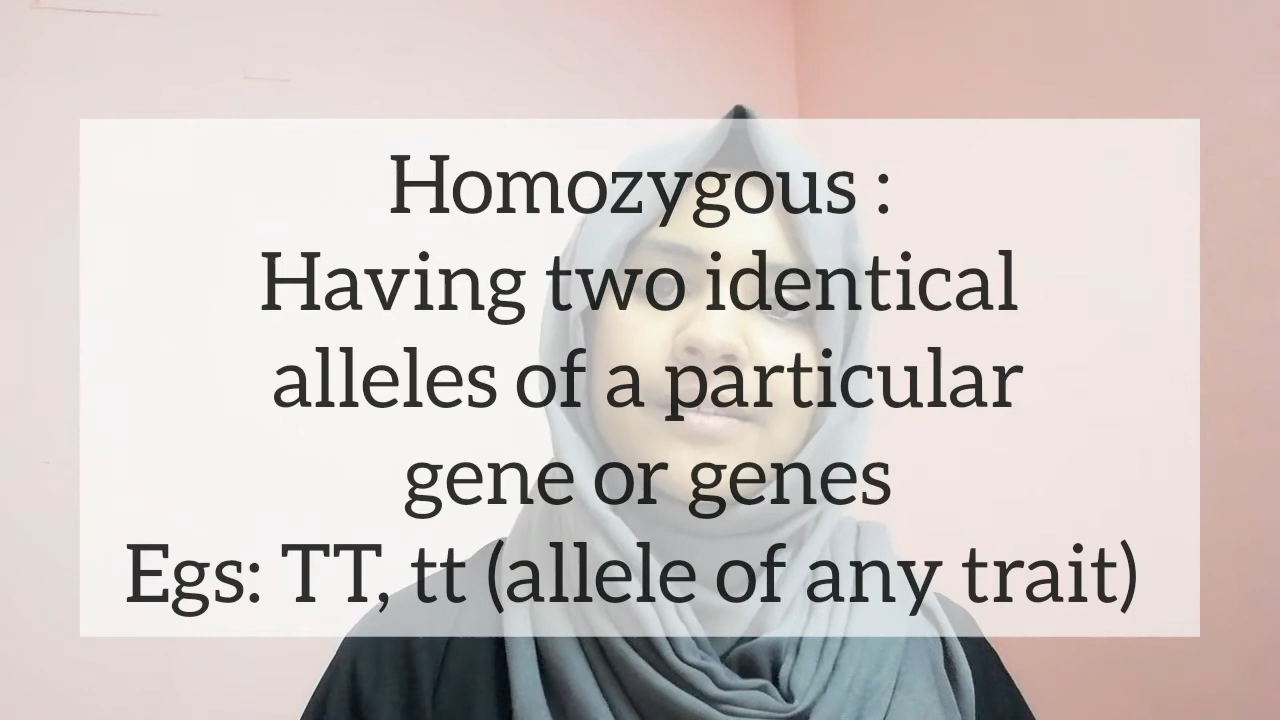 Homozygous :
Having two identical
alleles of a particular
gene or genes
Egs: TT, tt (allele of any trait)